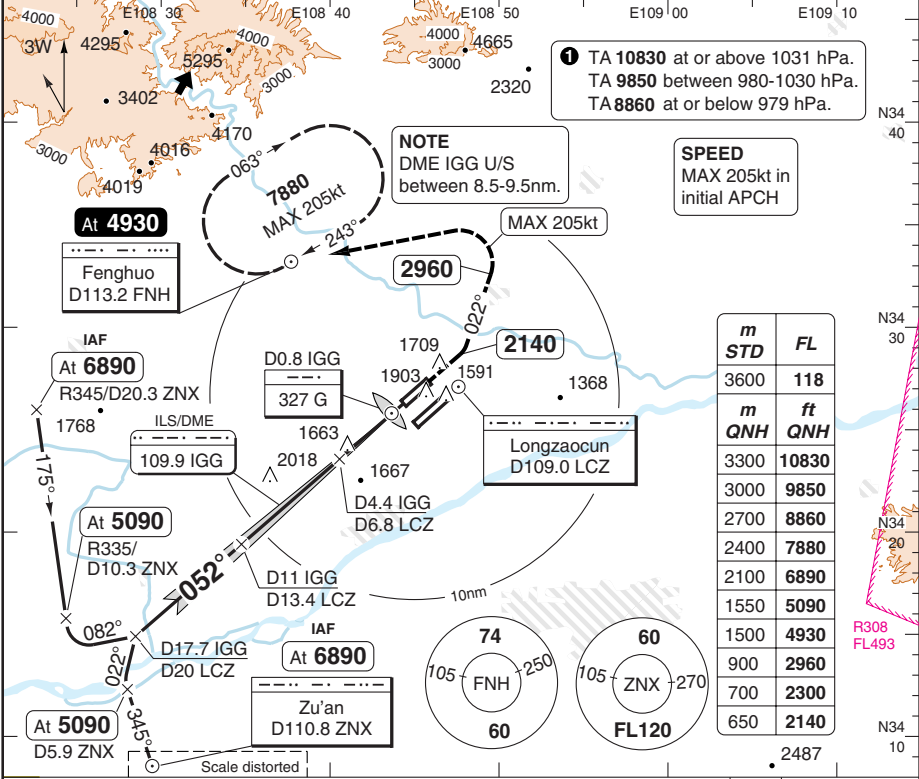 E108 30
E108 40
E108 50
E109 00
E109 10
4000
4295
3W
5295
4000
3000
3402
4170
3000
4016
4019
4000
4665
3000
2320
❶ TA 10830 at or above 1031 hPa.
TA 9850 between 980-1030 hPa.
TA 8860 at or below 979 hPa.
N34
40
NOTE
DME IGG U/S
between 8.5-9.5nm.
SPEED
MAX 205kt in
initial APCH
063°
7880
MAX 205kt
243°
MAX 205kt
At 4930
Fenghuo
D113.2 FNH
2960
022°
2140
N34
30
IAF
At 6890
R345/D20.3 ZNX
1768
D0.8 IGG
327 G
1709
1903
1591
1368
ILS/DME
109.9 IGG
1663
2018
1667
Longzaocun
D109.0 LCZ
D4.4 IGG
D6.8 LCZ
175°
At 5090
R335/
D10.3 ZNX
052°
D11 IGG
D13.4 LCZ
10nm
082°
D17.7 IGG
D20 LCZ
022°
IAF
At 6890
Zu'an
D110.8 ZNX
At 5090
D5.9 ZNX
345°
Scale distorted
74
105
250
FNH
60
60
105
270
ZNX
FL120
m
STD
FL
3600 118
m
QNH
ft
QNH
3300 10830
3000 9850
2700 8860
2400 7880
2100 6890
1550 5090
1500 4930
900 2960
700 2300
650 2140
N34
20
R308
FL493
N34
10
2487